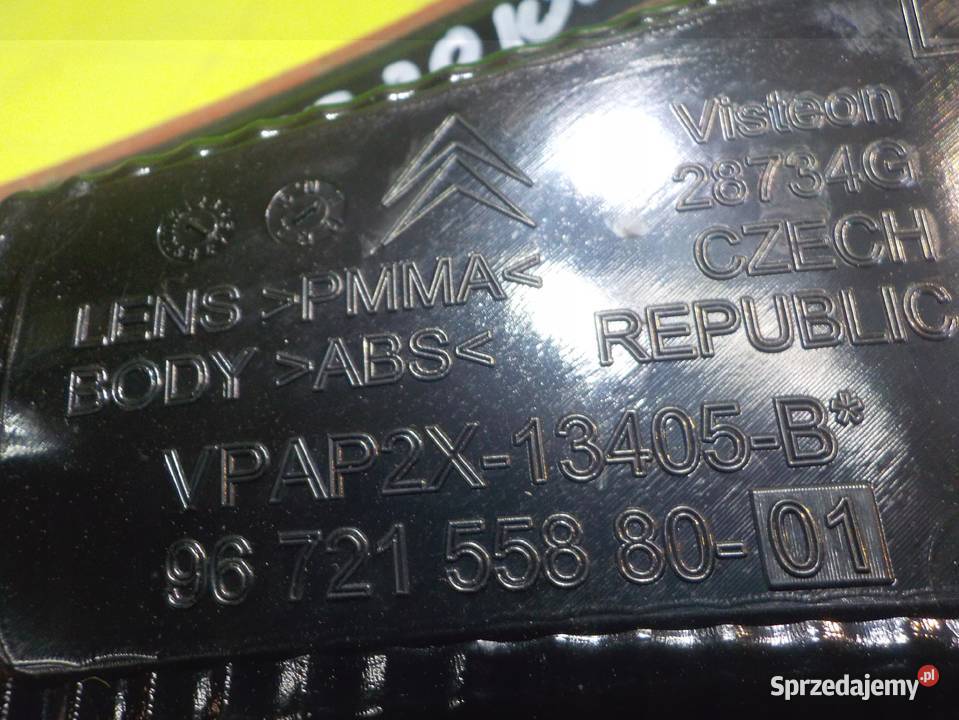 Visteon
28734G
CZECH
REPUBLIC
LENS >PMMA<
BODY >ABS<
VPAP2X-13405-B*
96 721 558 80-01
Sprzedajemy.pl